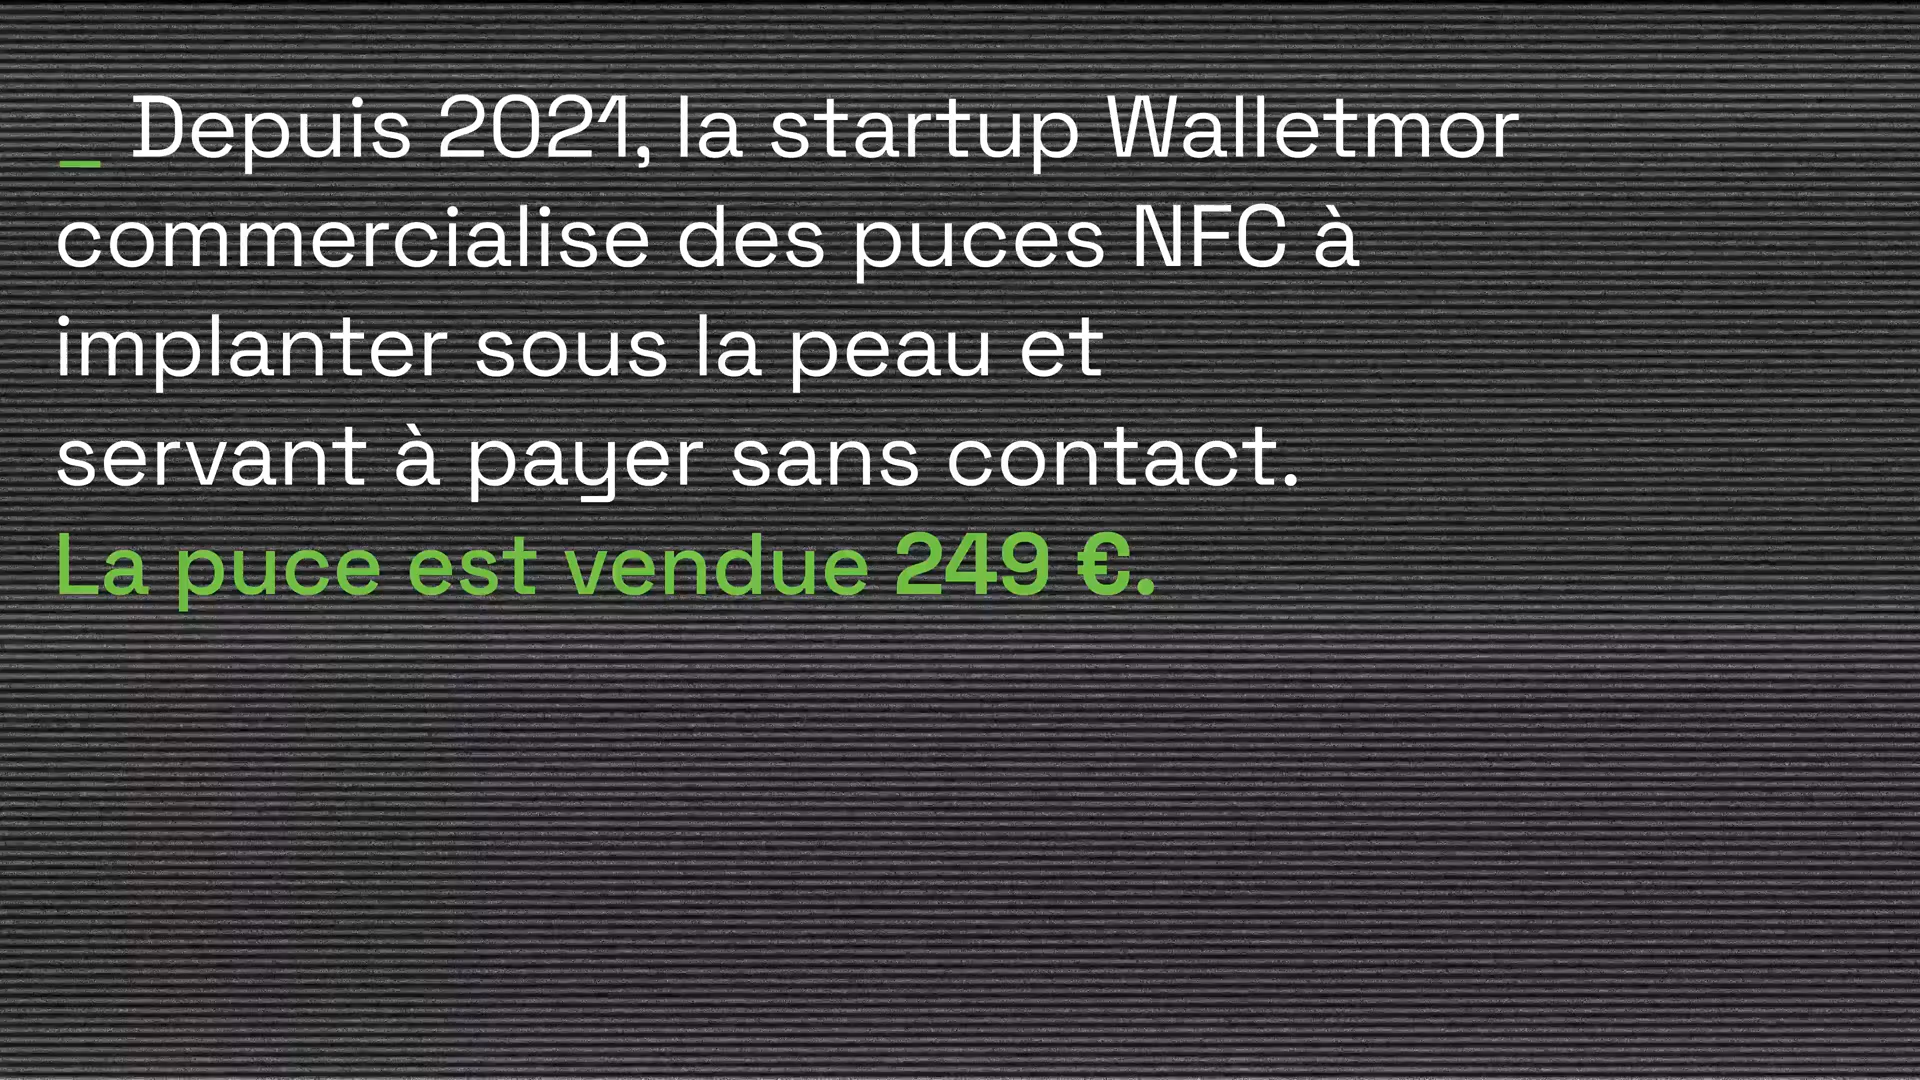 _ Depuis 2021, la startup Walletmor
commercialise des puces NFC à
implanter sous la peau et
servant à payer sans contact.
La puce est vendue 249 €.